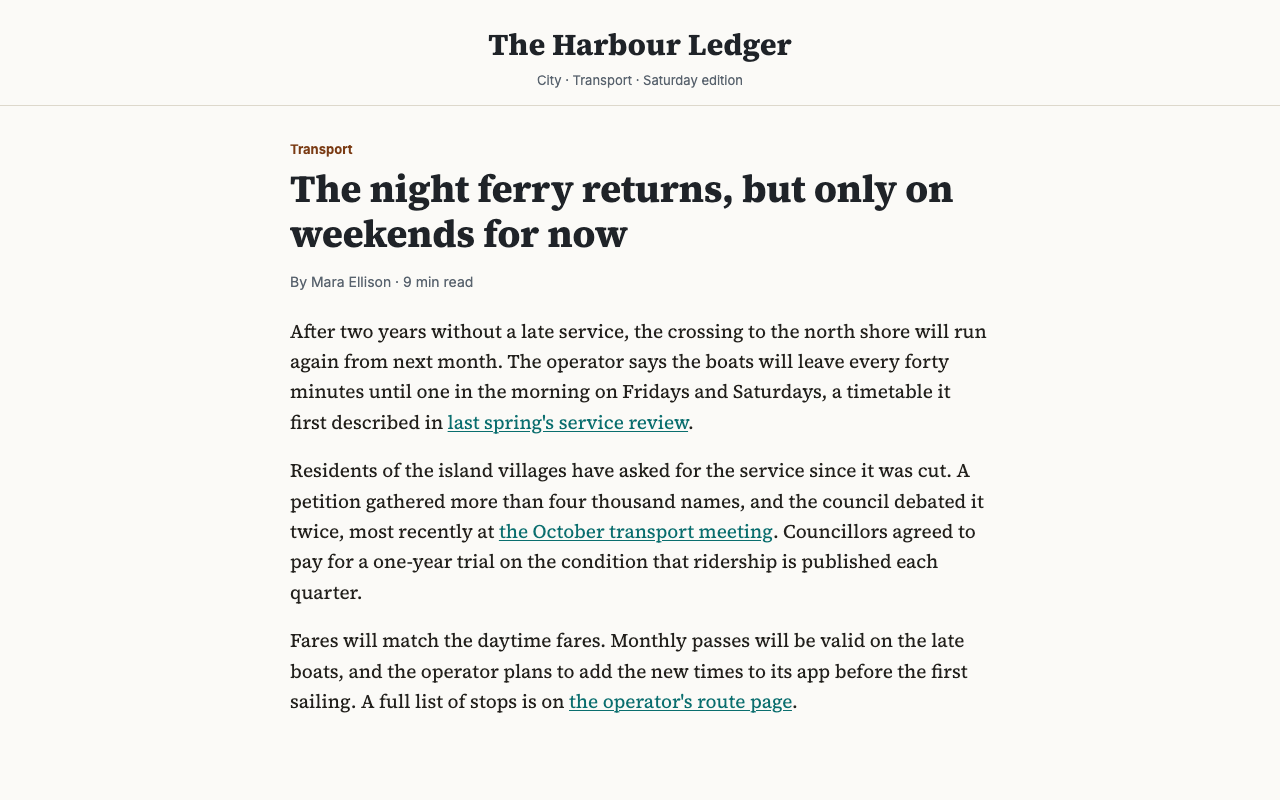 The Harbour Ledger
City · Transport · Saturday edition
Transport
The night ferry returns, but only on
weekends for now
By Mara Ellison · 9 min read
After two years without a late service, the crossing to the north shore will run
again from next month. The operator says the boats will leave every forty
minutes until one in the morning on Fridays and Saturdays, a timetable it
first described in last spring's service review.
Residents of the island villages have asked for the service since it was cut. A
petition gathered more than four thousand names, and the council debated it
twice, most recently at the October transport meeting. Councillors agreed to
pay for a one-year trial on the condition that ridership is published each
quarter.
Fares will match the daytime fares. Monthly passes will be valid on the late
boats, and the operator plans to add the new times to its app before the first
sailing. A full list of stops is on the operator's route page.